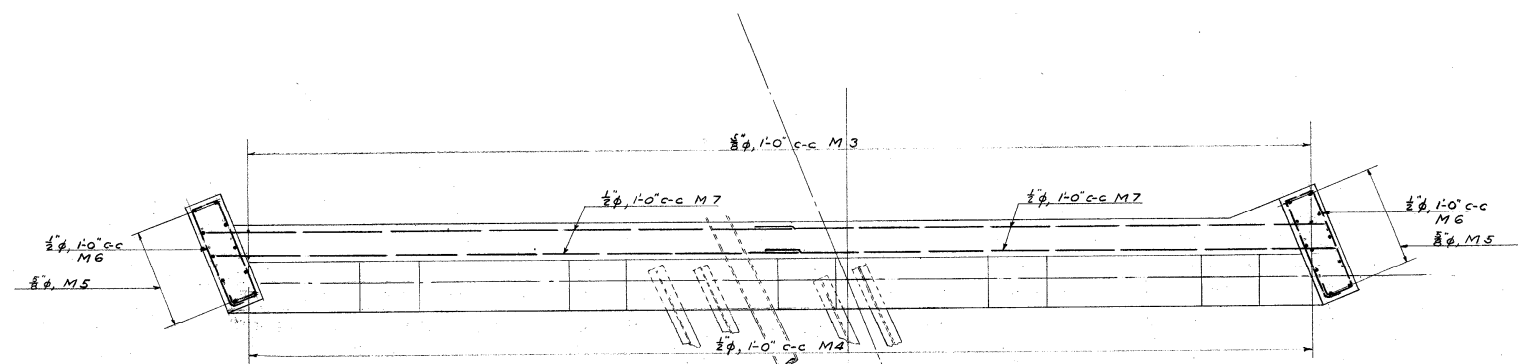 5/8"φ, 1'-0" c-c M3
1/2"φ, 1'-0" c-c M7
1/2"φ, 1'-0" c-c M7
1/2"φ, 1'-0" c-c
M6
1/2"φ, 1'-0" c-c
M6
5/8"φ, M5
5/8"φ, M5
1/2"φ, 1'-0" c-c M4